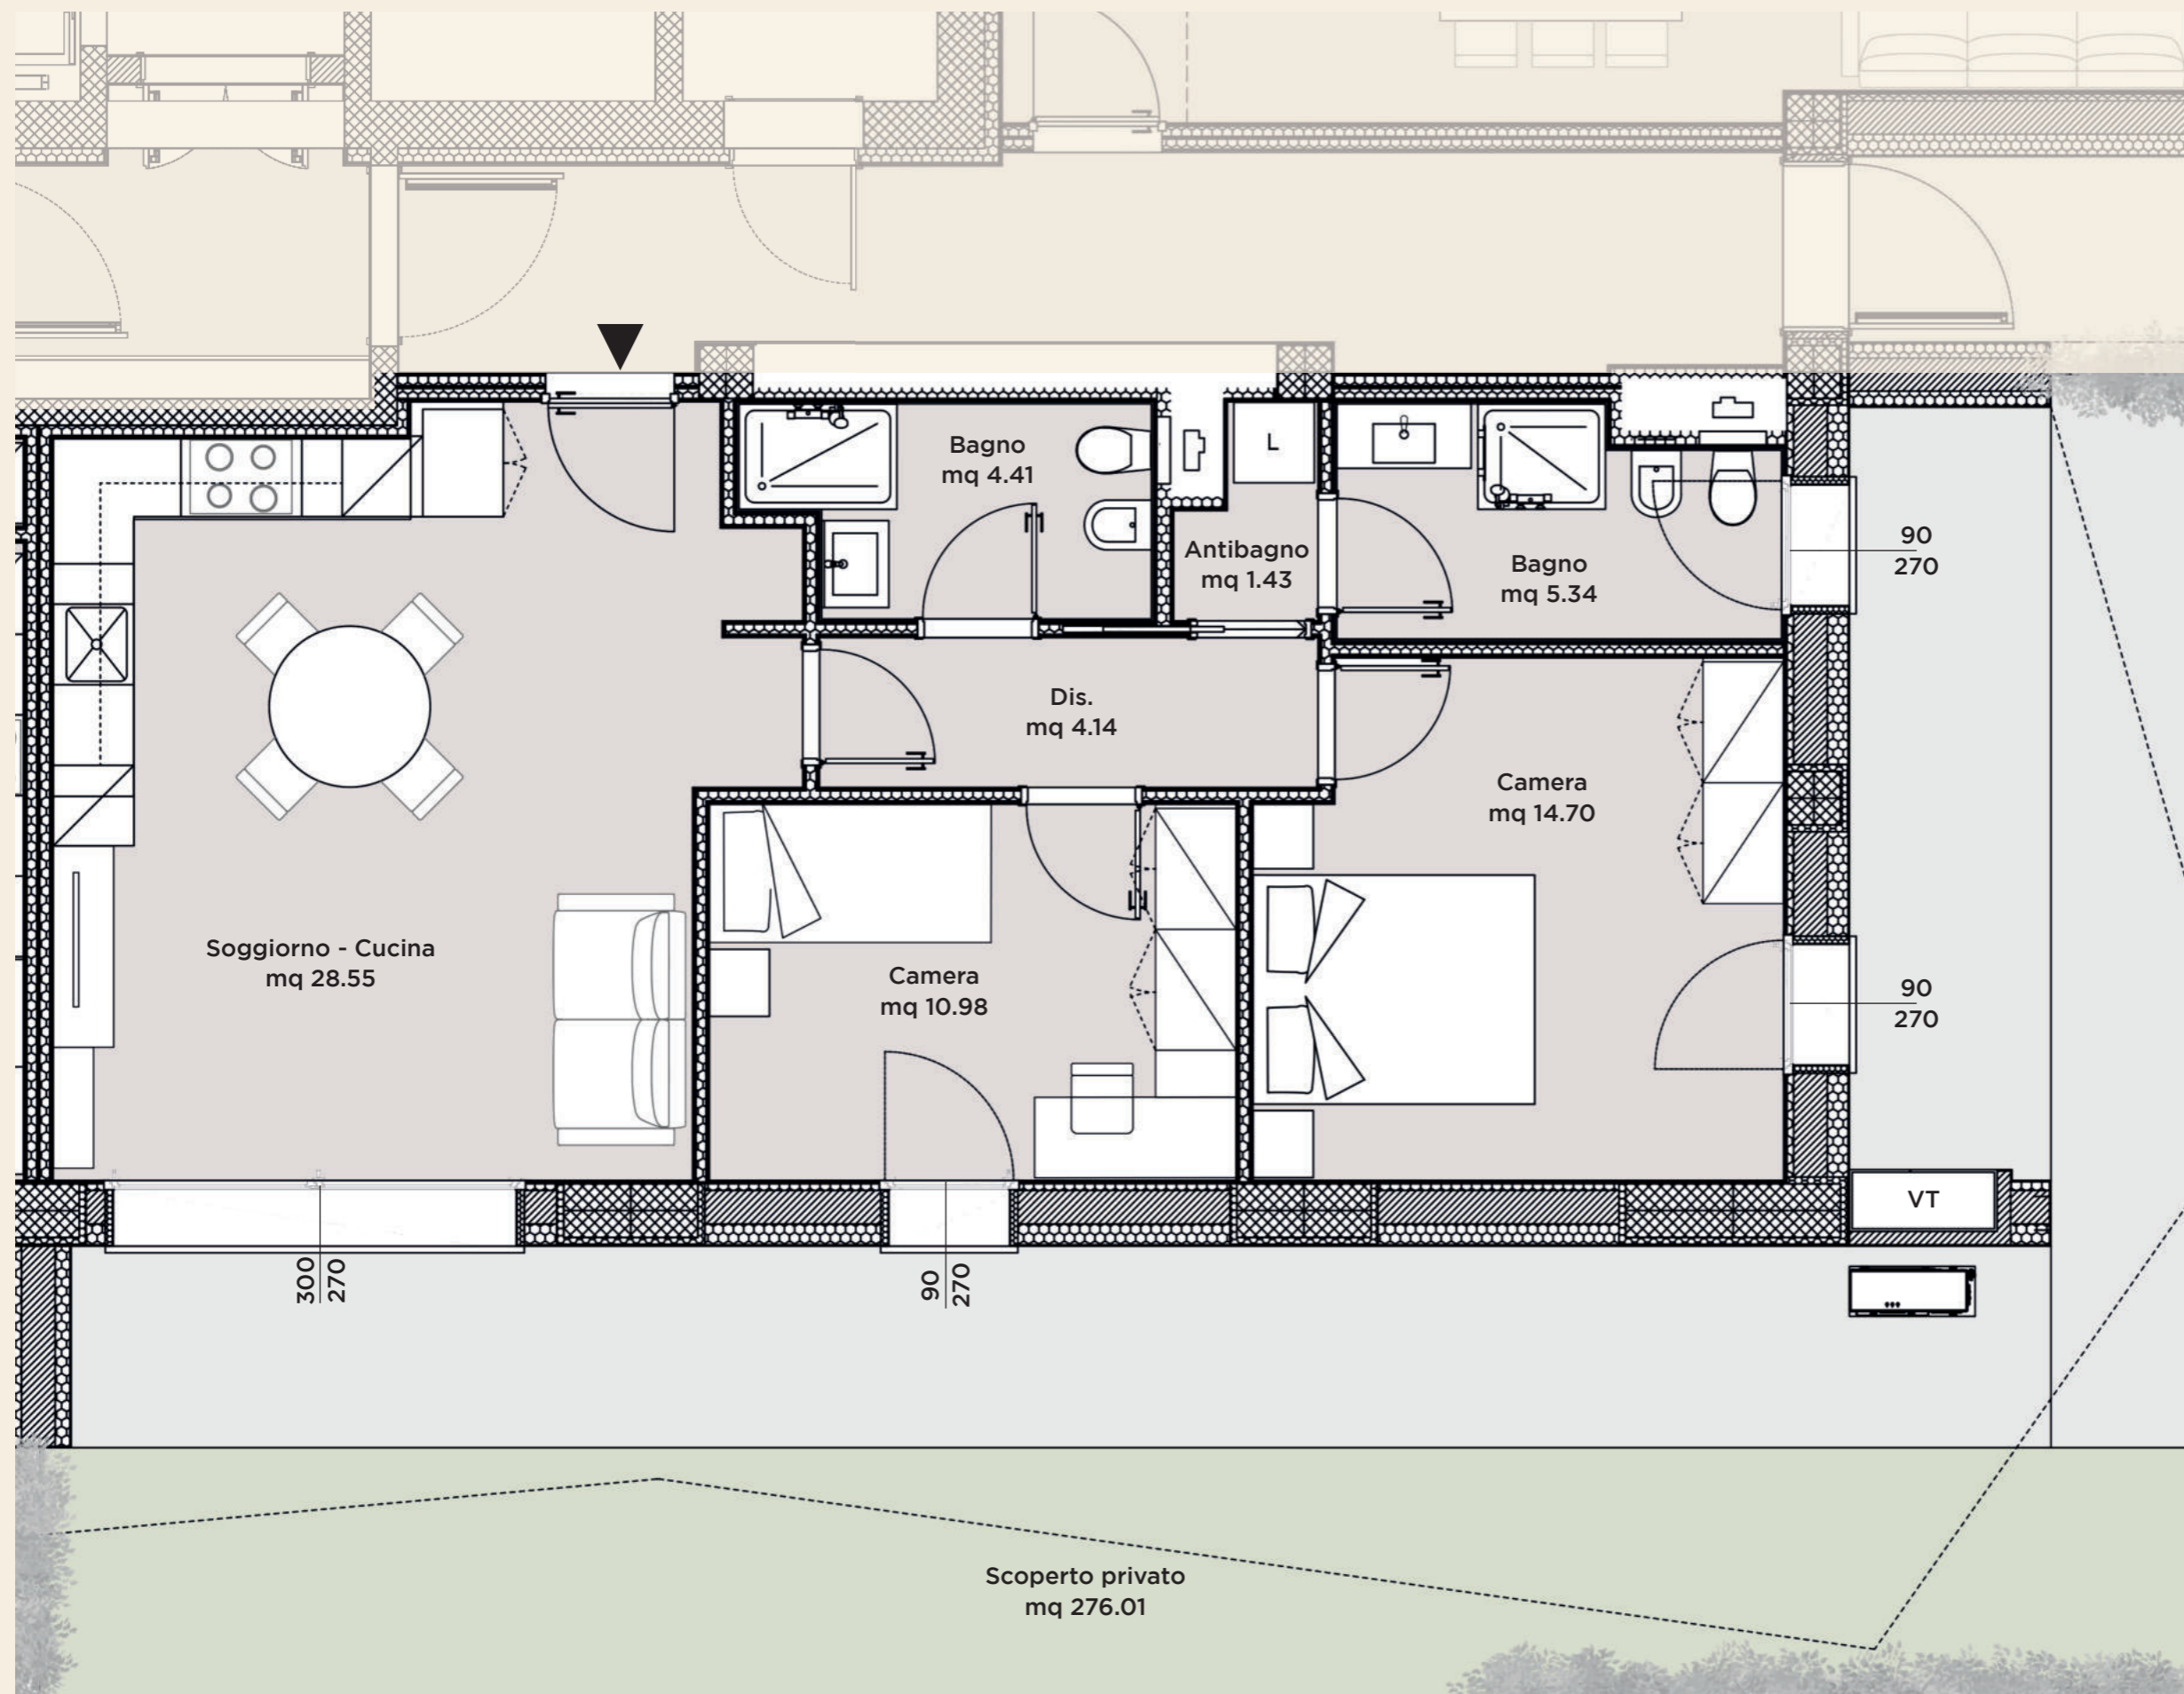 Bagno
mq 4.41
L
Antibagno
mq 1.43
Bagno
mq 5.34
90
270
Dis.
mq 4.14
Camera
mq 14.70
Soggiorno - Cucina
mq 28.55
Camera
mq 10.98
90
270
VT
300
270
90
270
Scoperto privato
mq 276.01